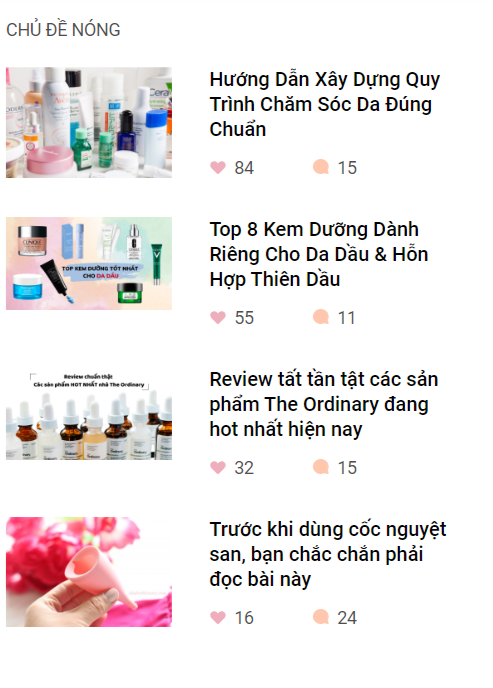 CHỦ ĐỀ NÓNG
Hướng Dẫn Xây Dựng Quy
Trình Chăm Sóc Da Đúng
Chuẩn
84 15
TOP KEM DƯỠNG TỐT NHẤT
CHO DA DẦU
CLINIQUE
Top 8 Kem Dưỡng Dành
Riêng Cho Da Dầu & Hỗn
Hợp Thiên Dầu
55 11
Review chuẩn thật
Các sản phẩm HOT NHẤT nhà The Ordinary
Review tất tần tật các sản
phẩm The Ordinary đang
hot nhất hiện nay
32 15
Trước khi dùng cốc nguyệt
san, bạn chắc chắn phải
đọc bài này
16 24